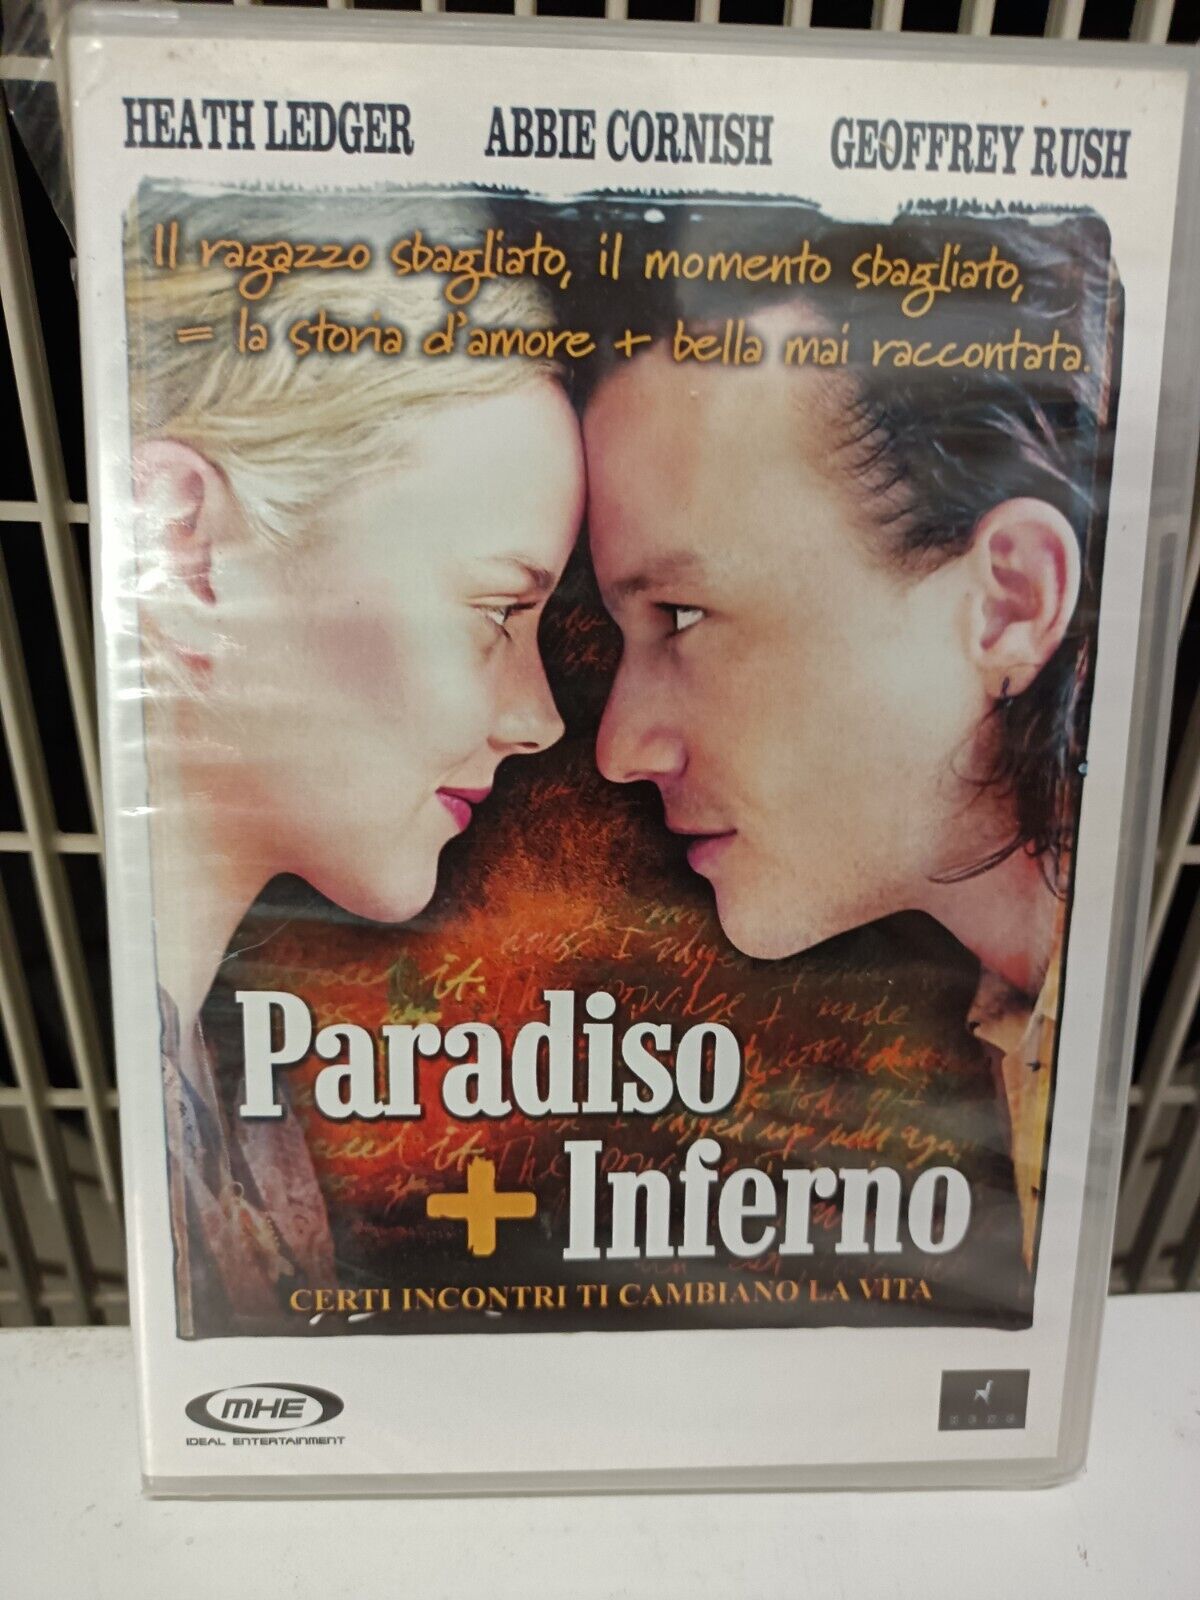 HEATH LEDGER ABBIE CORNISH GEOFFREY RUSH
Il ragazzo sbagliato, il momento sbagliato,
= la storia d'amore + bella mai raccontata.
Paradiso
+ Inferno
CERTI INCONTRI TI CAMBIANO LA VITA
MHE
IDEAL ENTERTAINMENT